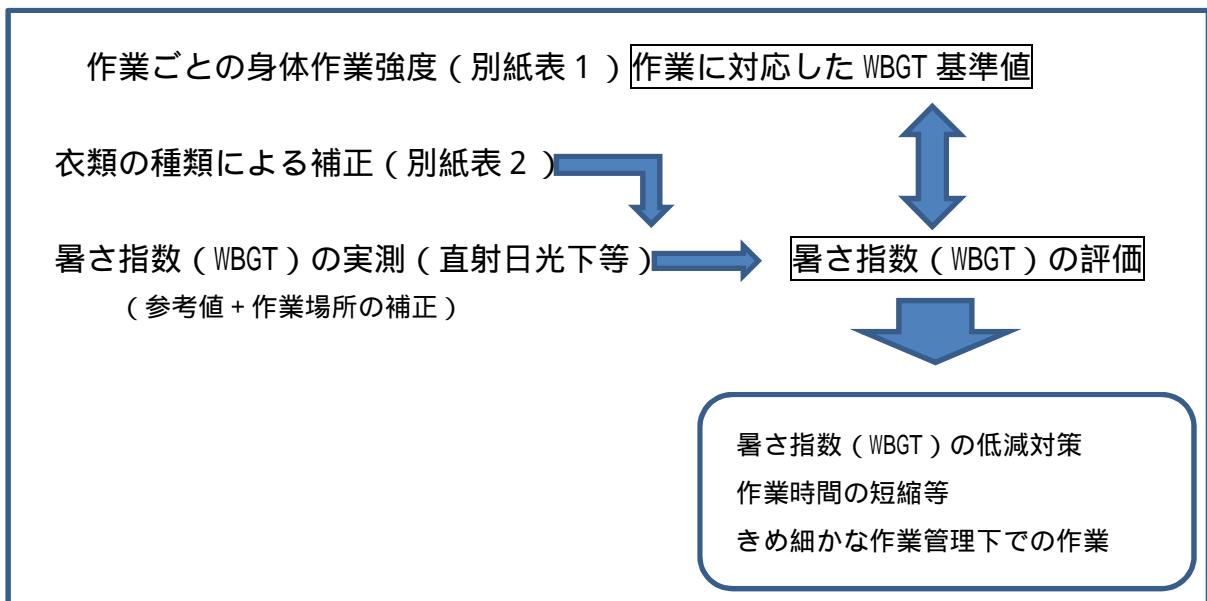 作業ごとの身体作業強度(別紙表1)作業に対応したWBGT基準値
衣類の種類による補正(別紙表2)
暑さ指数(WBGT)の実測(直射日光下等) 暑さ指数(WBGT)の評価
(参考値+作業場所の補正)
暑さ指数(WBGT)の低減対策
作業時間の短縮等
きめ細かな作業管理下での作業